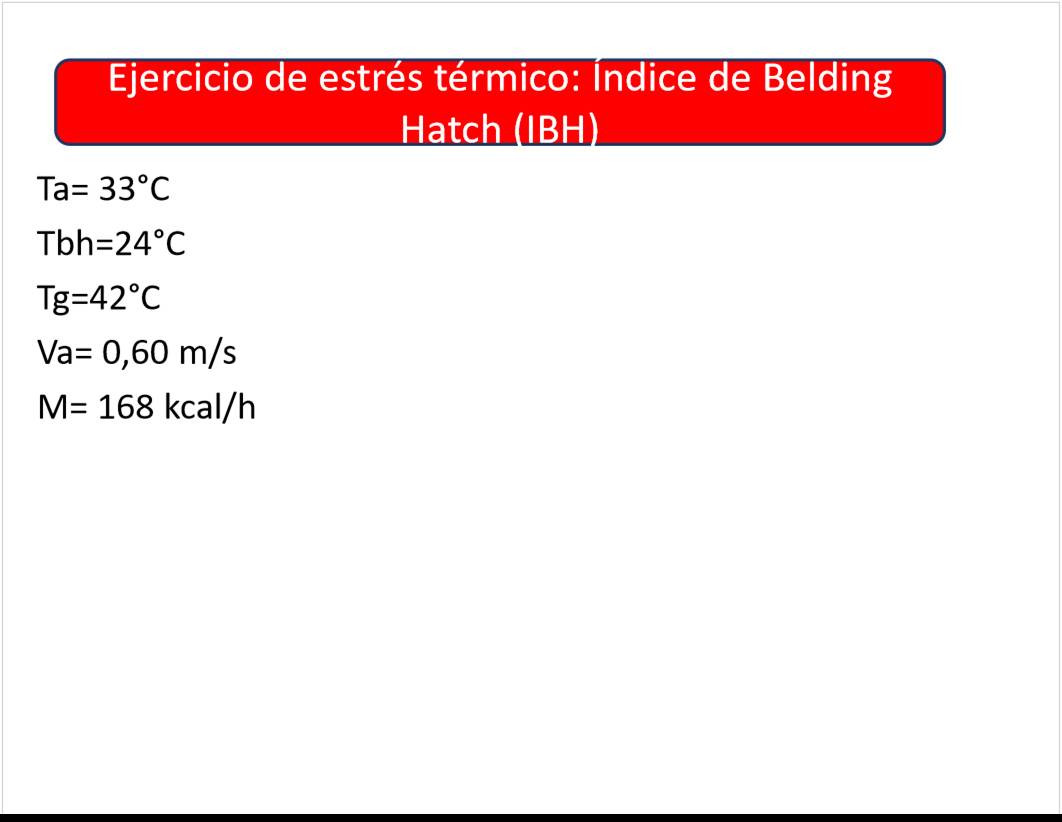 Ejercicio de estrés térmico: Índice de Belding
Hatch (IBH)
Ta= 33°C
Tbh=24°C
Tg=42°C
Va= 0,60 m/s
M= 168 kcal/h